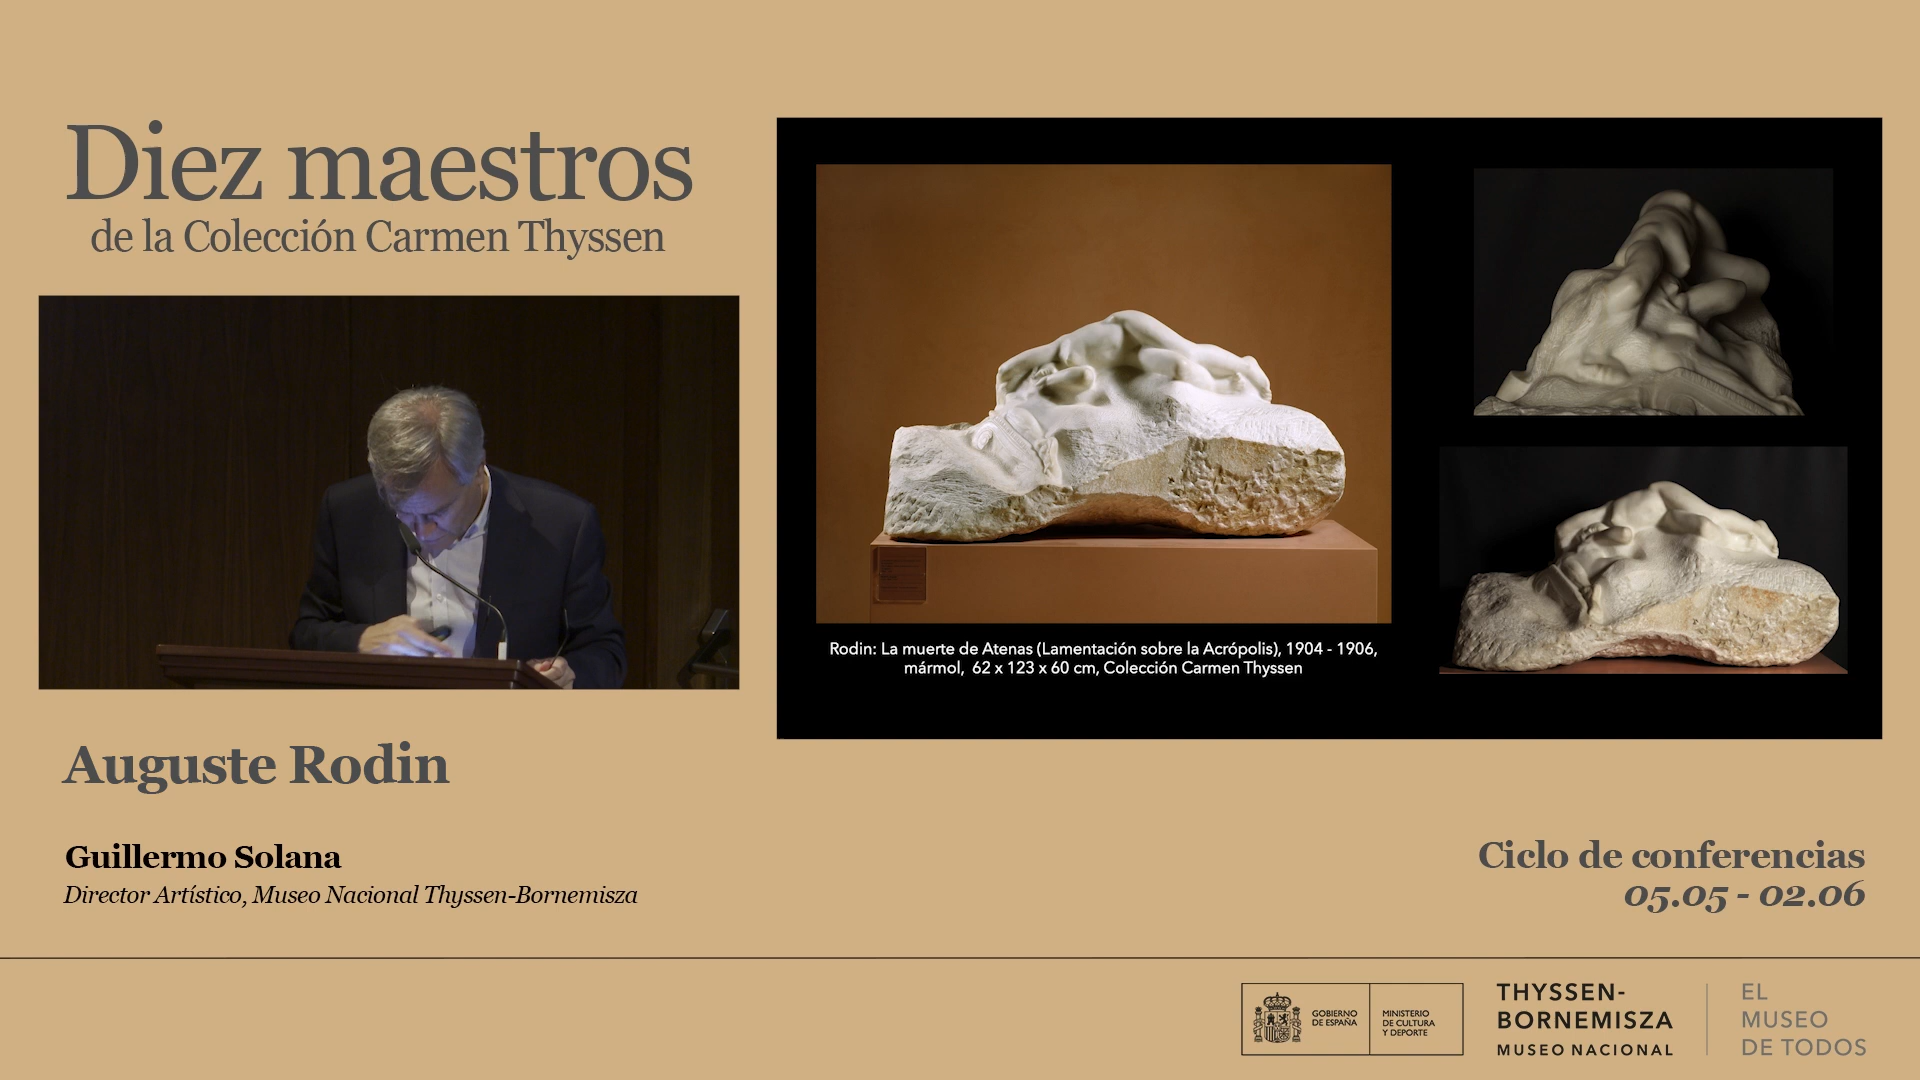 Diez maestros
de la Colección Carmen Thyssen
Rodin: La muerte de Atenas (Lamentación sobre la Acrópolis), 1904 - 1906,
mármol, 62 x 123 x 60 cm, Colección Carmen Thyssen
Auguste Rodin
Guillermo Solana
Director Artístico, Museo Nacional Thyssen-Bornemisza
Ciclo de conferencias
05.05 - 02.06
GOBIERNO
DE ESPAÑA
MINISTERIO
DE CULTURA
Y DEPORTE
THYSSEN-
BORNEMISZA
MUSEO NACIONAL
EL
MUSEO
DE TODOS